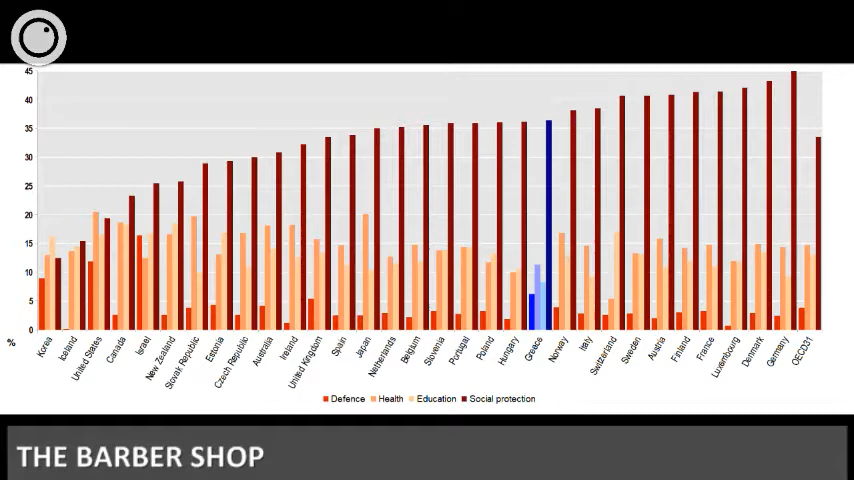 45
40
35
30
25
20
15
10
5
0
%
Korea
Iceland
United States
Canada
Israel
New Zealand
Slovak Republic
Estonia
Czech Republic
Australia
Ireland
United Kingdom
Spain
Japan
Netherlands
Belgium
Slovenia
Portugal
Poland
Hungary
Greece
Norway
Italy
Switzerland
Sweden
Austria
Finland
France
Luxembourg
Denmark
Germany
OECD31
Defence Health Education Social protection
THE BARBER SHOP